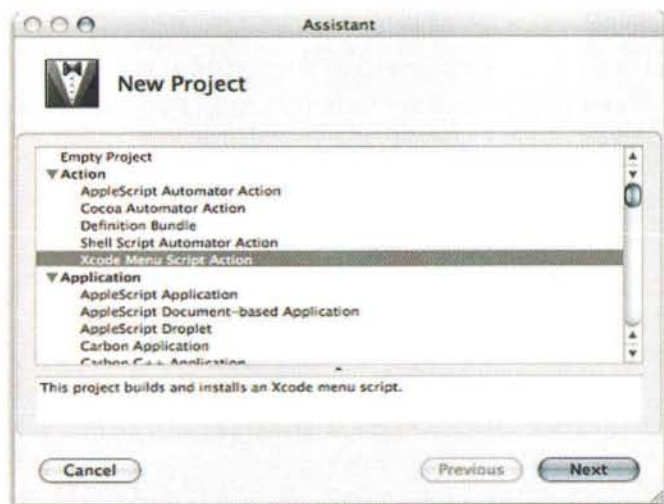 Assistant
New Project
Empty Project
▼Action
AppleScript Automator Action
Cocoa Automator Action
Definition Bundle
Shell Script Automator Action
Xcode Menu Script Action
▼Application
AppleScript Application
AppleScript Document-based Application
AppleScript Droplet
Carbon Application
Carbon C++ Application
This project builds and installs an Xcode menu script.
Cancel
Previous
Next